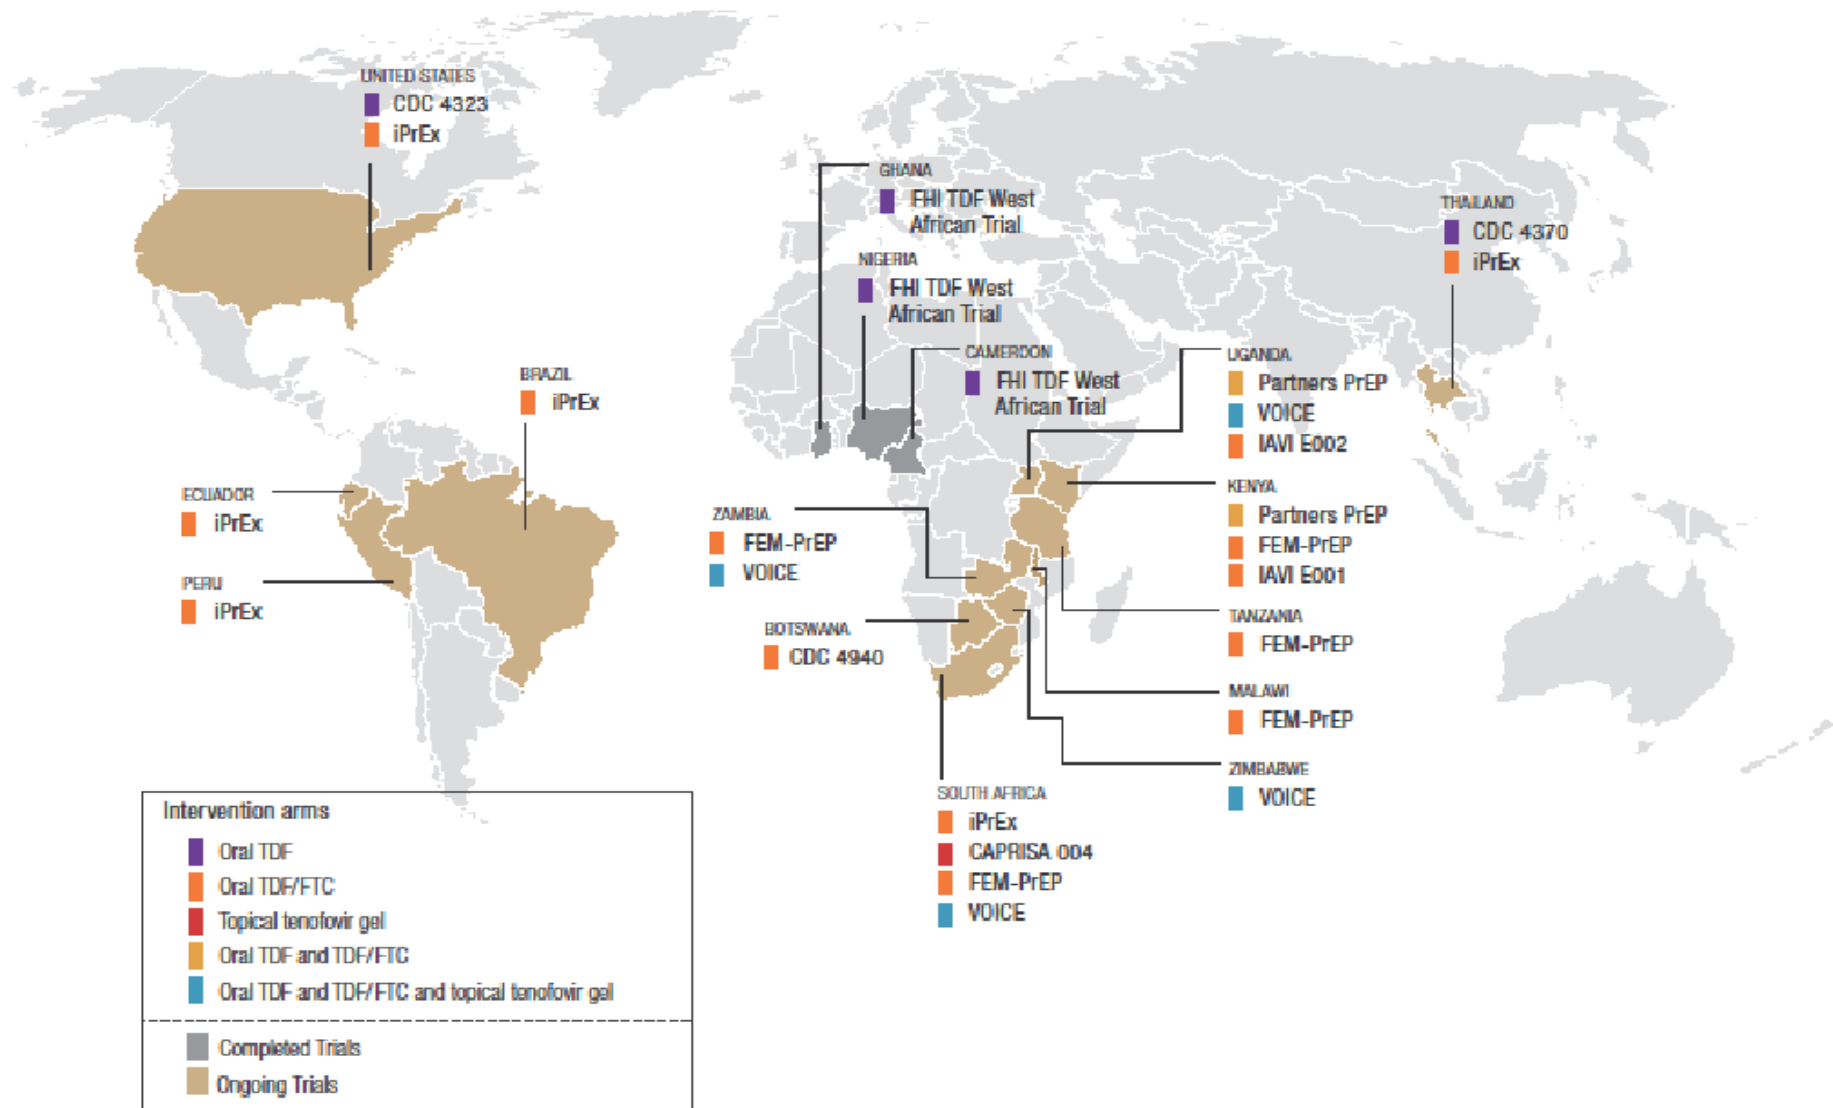 UNITED STATES
CDC 4323
iPrEx
GHANA
FHI TDF West
African Trial
NIGERIA
FHI TDF West
African Trial
CAMEROON
FHI TDF West
African Trial
THAILAND
CDC 4370
iPrEx
UGANDA
Partners PrEP
VOICE
IAVI E002
KENYA
Partners PrEP
FEM-PrEP
IAVI E001
TANZANIA
FEM-PrEP
MALAWI
FEM-PrEP
ZIMBABWE
VOICE
BRAZIL
iPrEx
ECUADOR
iPrEx
PERU
iPrEx
ZAMBIA
FEM-PrEP
VOICE
BOTSWANA
CDC 4940
SOUTH AFRICA
iPrEx
CAPRISA 004
FEM-PrEP
VOICE
Intervention arms
Oral TDF
Oral TDF/FTC
Topical tenofovir gel
Oral TDF and TDF/FTC
Oral TDF and TDF/FTC and topical tenofovir gel
Completed Trials
Ongoing Trials